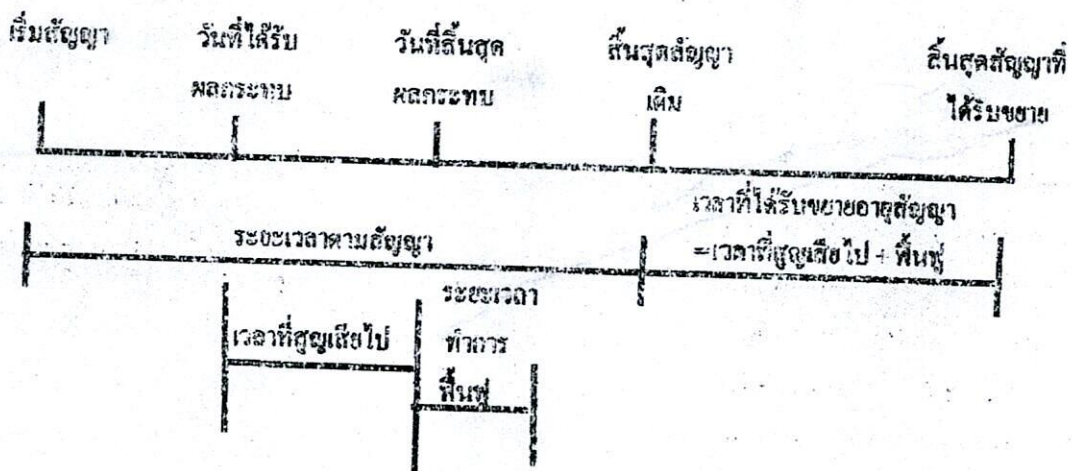 เริ่มสัญญา
วันที่ได้รับ
ผลกระทบ
วันที่สิ้นสุด
ผลกระทบ
สิ้นสุดสัญญา
เดิม
สิ้นสุดสัญญาที่
ได้รับขยาย
ระยะเวลาตามสัญญา
เวลาที่ได้รับขยายอายุสัญญา
=เวลาที่สูญเสียไป + ฟื้นฟู
เวลาที่สูญเสียไป
ระยะเวลา
ทำการ
ฟื้นฟู